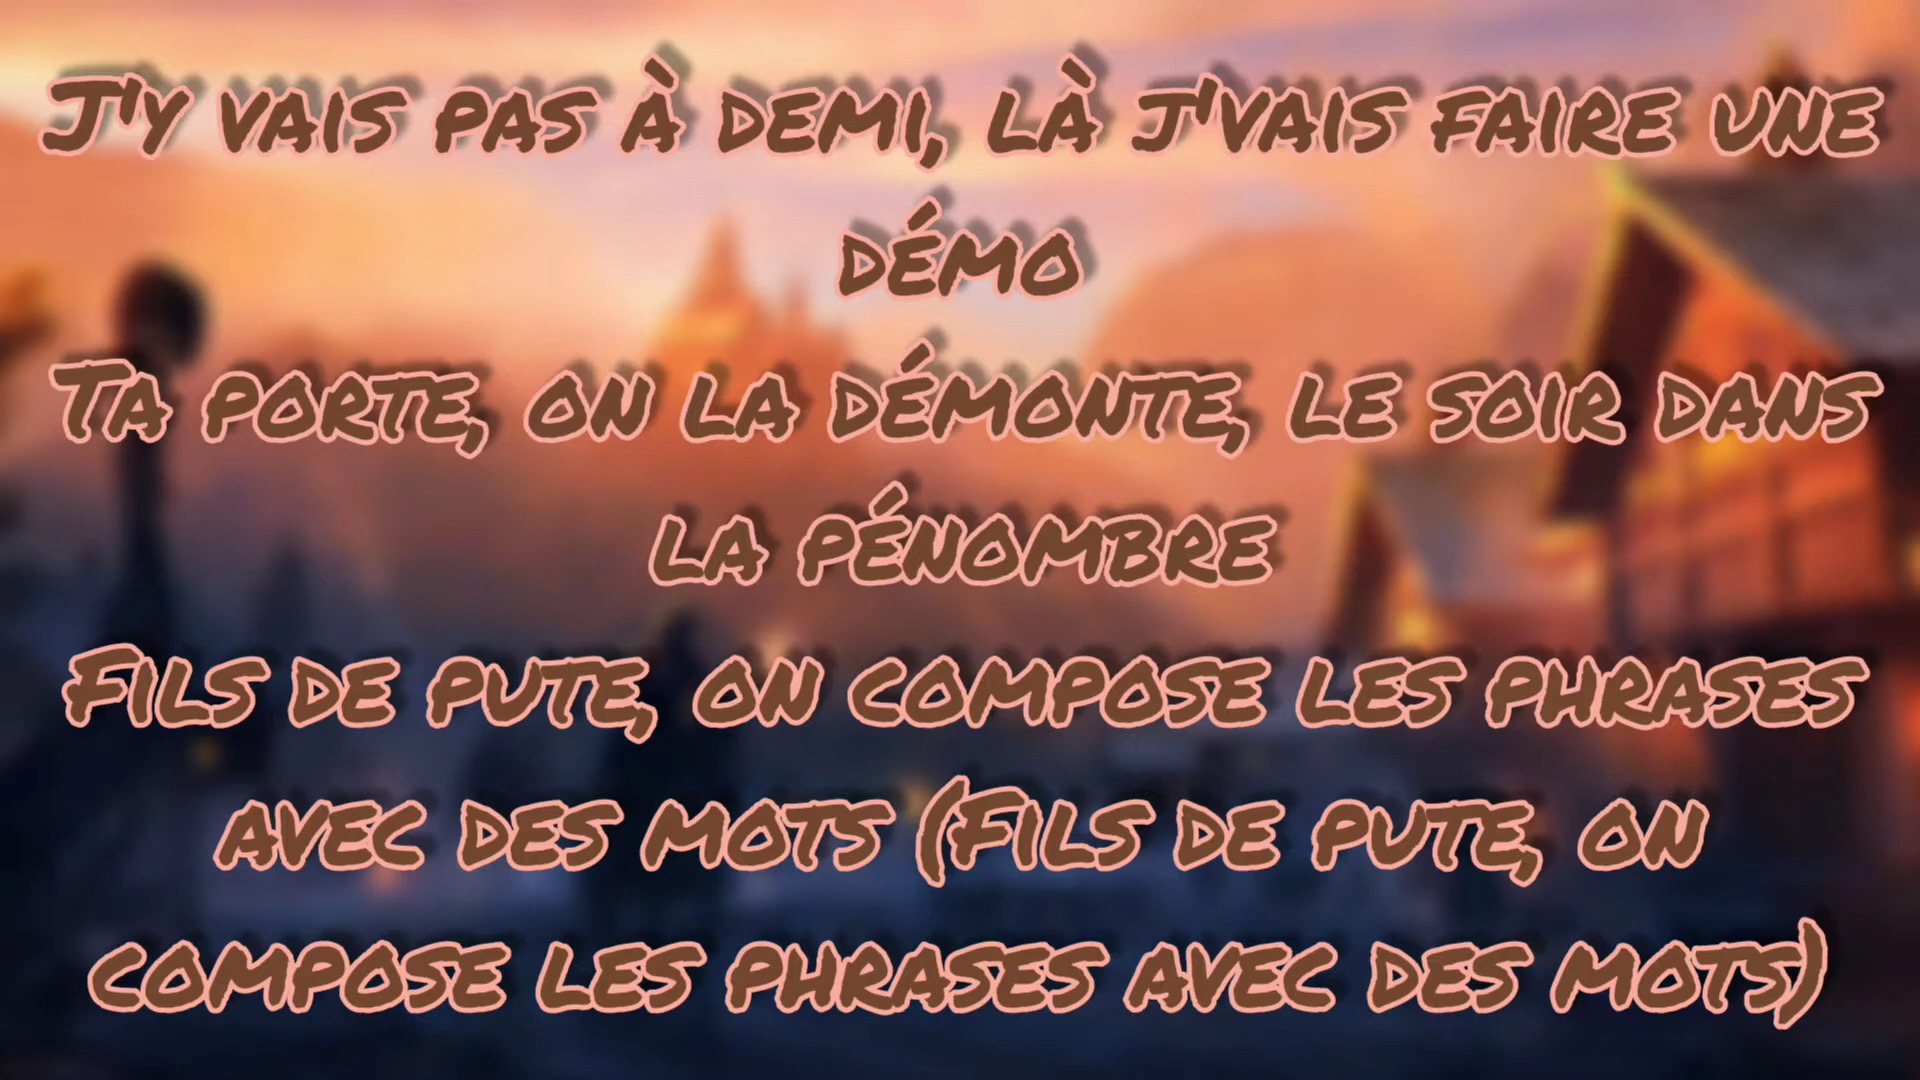 J'y vais pas à demi, là j'vais faire une
démo
Ta porte, on la démonte, le soir dans
la pénombre
Fils de pute, on compose les phrases
avec des mots (Fils de pute, on
compose les phrases avec des mots)